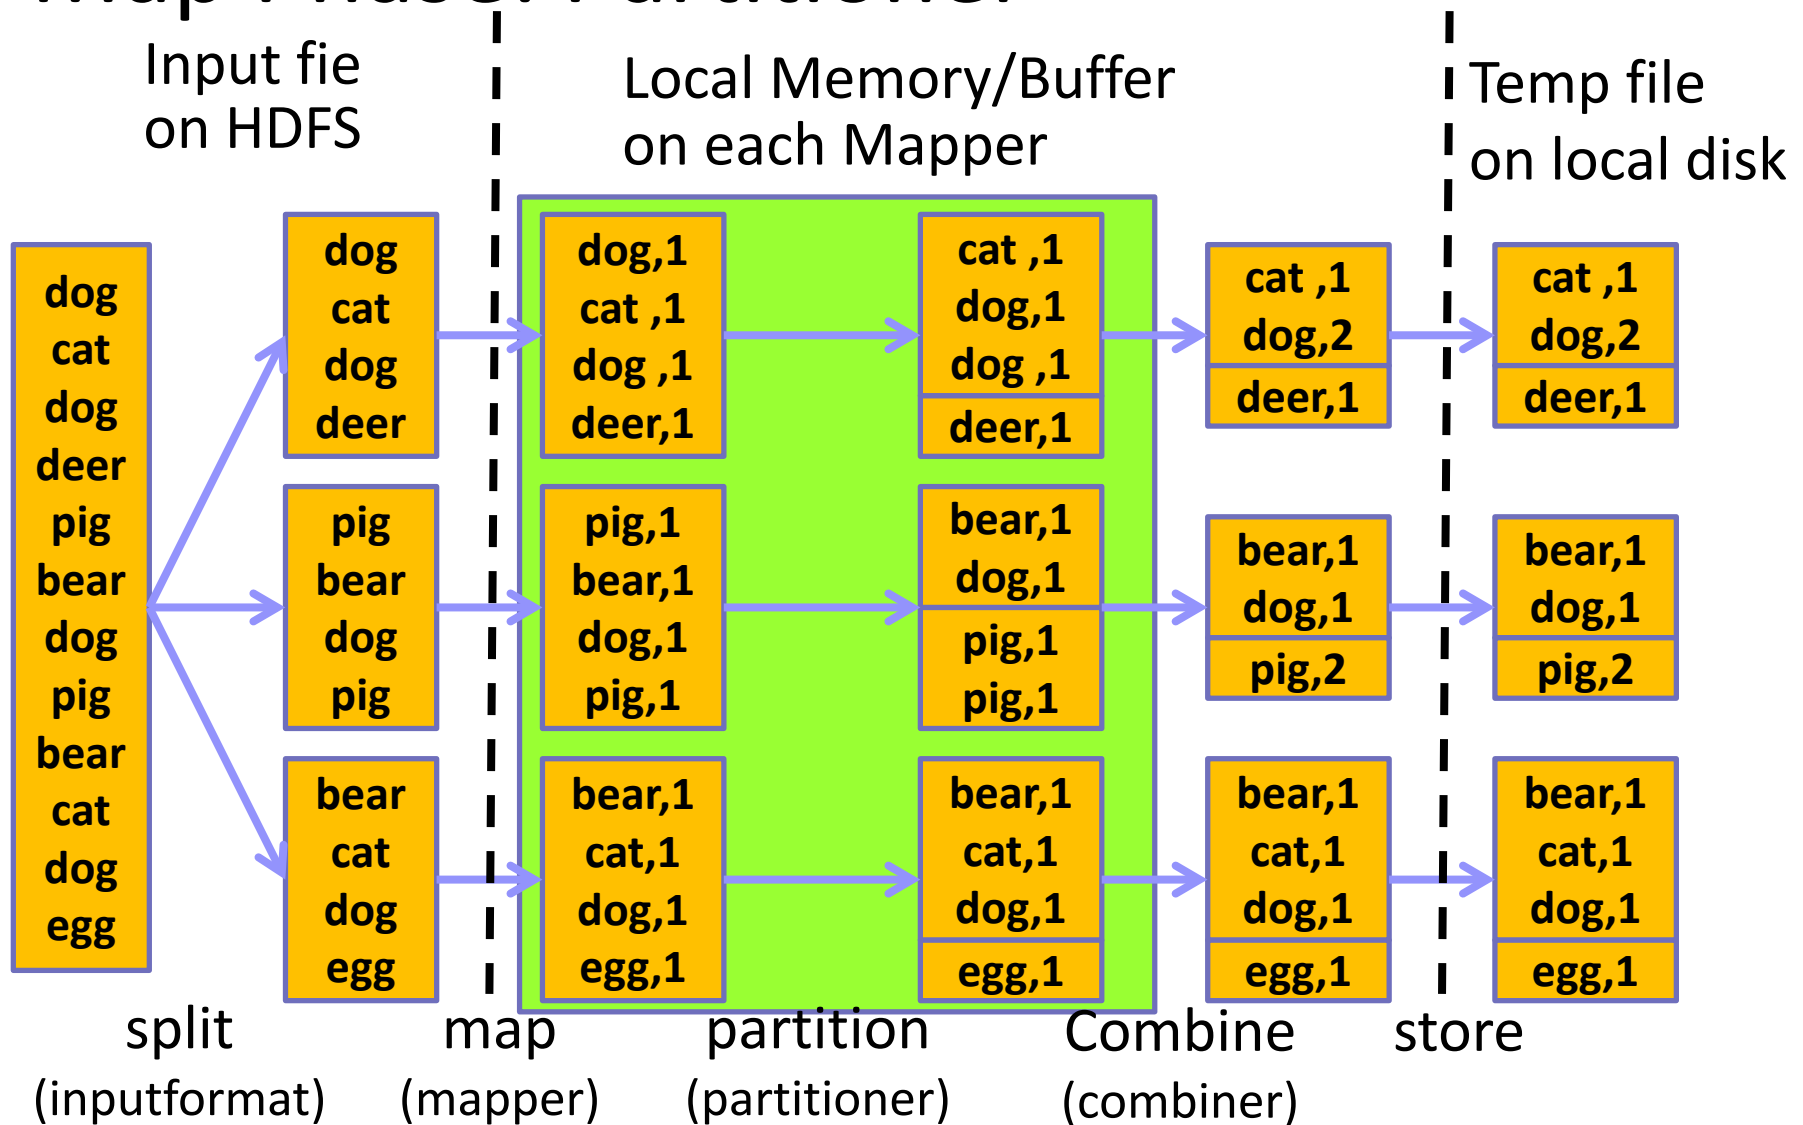 Map Phase: Partitioner
Input fie
on HDFS
Local Memory/Buffer
on each Mapper
Temp file
on local disk
dog
cat
dog
deer
pig
bear
dog
pig
bear
cat
dog
egg
dog
cat
dog
deer
pig
bear
dog
pig
bear
cat
dog
egg
dog,1
cat ,1
dog ,1
deer,1
pig,1
bear,1
dog,1
pig,1
bear,1
cat,1
dog,1
egg,1
cat ,1
dog,1
dog ,1
deer,1
bear,1
dog,1
pig,1
pig,1
bear,1
cat,1
dog,1
egg,1
cat ,1
dog,2
deer,1
bear,1
dog,1
pig,2
bear,1
cat,1
dog,1
egg,1
cat ,1
dog,2
deer,1
bear,1
dog,1
pig,2
bear,1
cat,1
dog,1
egg,1
split
(inputformat)
map
(mapper)
partition
(partitioner)
Combine
(combiner)
store